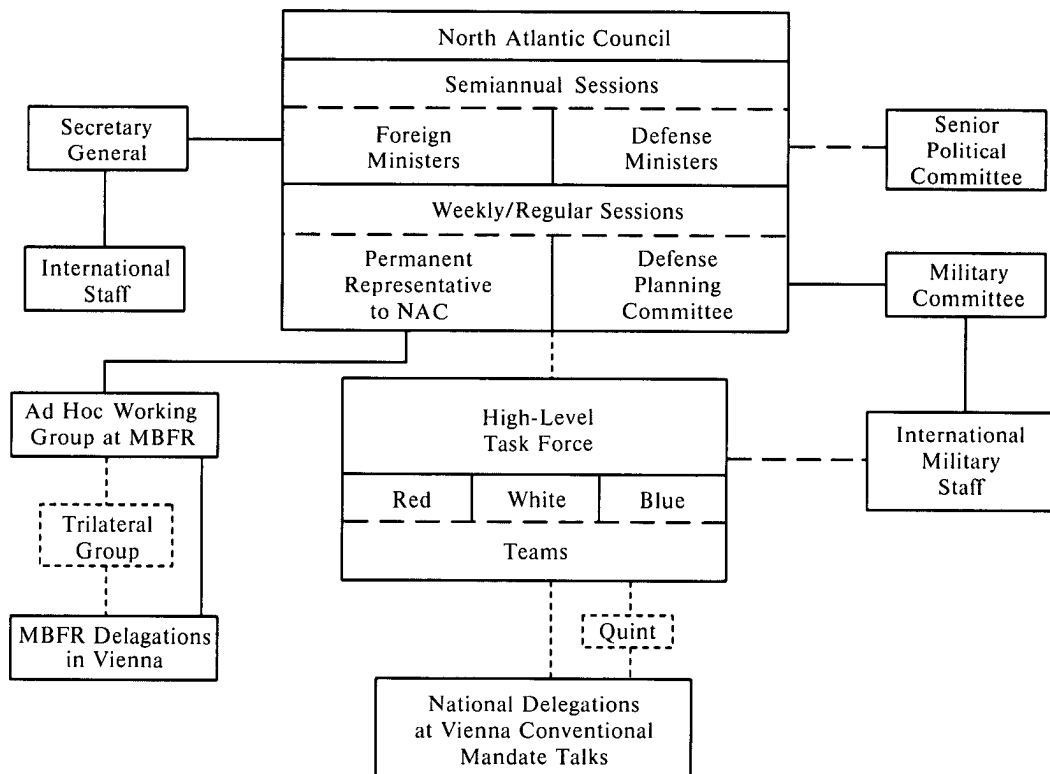 North Atlantic Council
Semiannual Sessions
Foreign
Ministers
Defense
Ministers
Weekly/Regular Sessions
Permanent
Representative
to NAC
Defense
Planning
Committee
Secretary
General
International
Staff
Senior
Political
Committee
Military
Committee
International
Military
Staff
Ad Hoc Working
Group at MBFR
Trilateral
Group
MBFR Delagations
in Vienna
High-Level
Task Force
Red
White
Blue
Teams
Quint
National Delegations
at Vienna Conventional
Mandate Talks